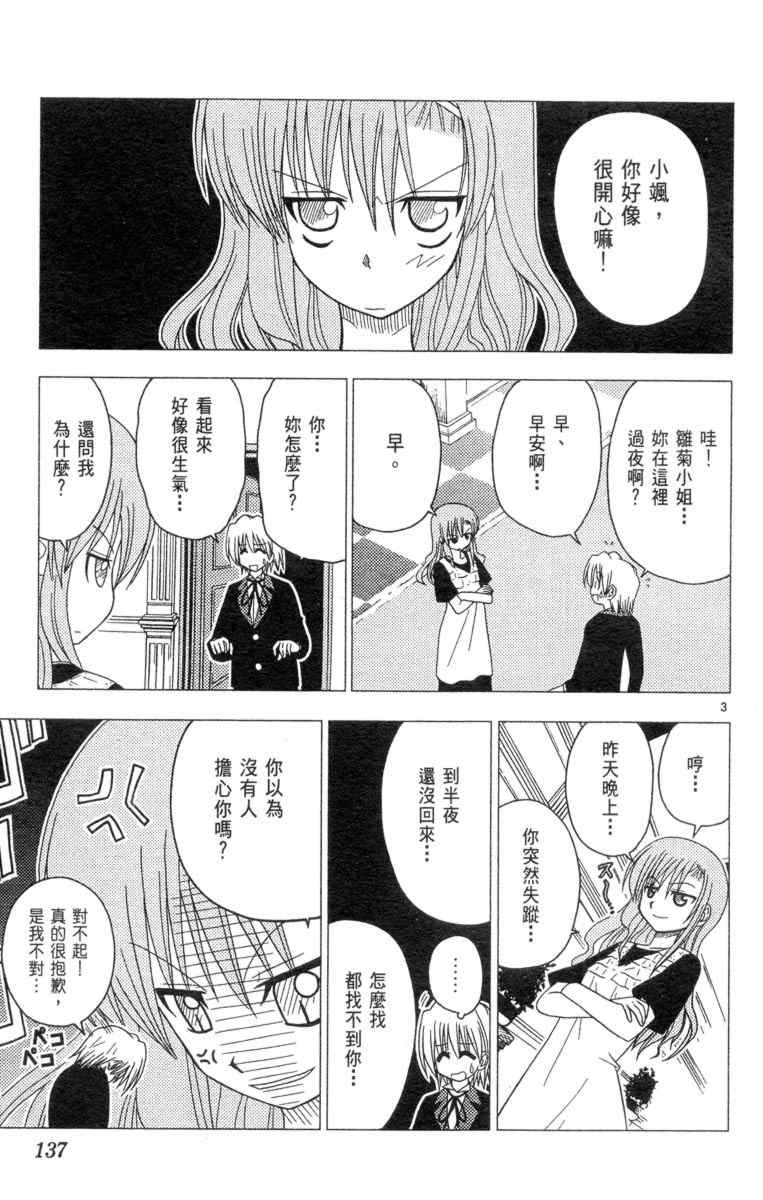 小颯，
你好像
很開心嘛！
哇！
雛菊小姐…
妳在這裡
過夜啊？
早、
早安啊…
早。
你…
妳怎麼了？
看起來
好像很生氣…
還問我
為什麼？
3
哼…
昨天晚上…
你突然失蹤…
スー
到半夜
還沒回來…
……
怎麼找
都找不到你…
你以為
沒有人
擔心你嗎？
對不起！
真的很抱歉，
是我不對…
ペコ
ペコ
137